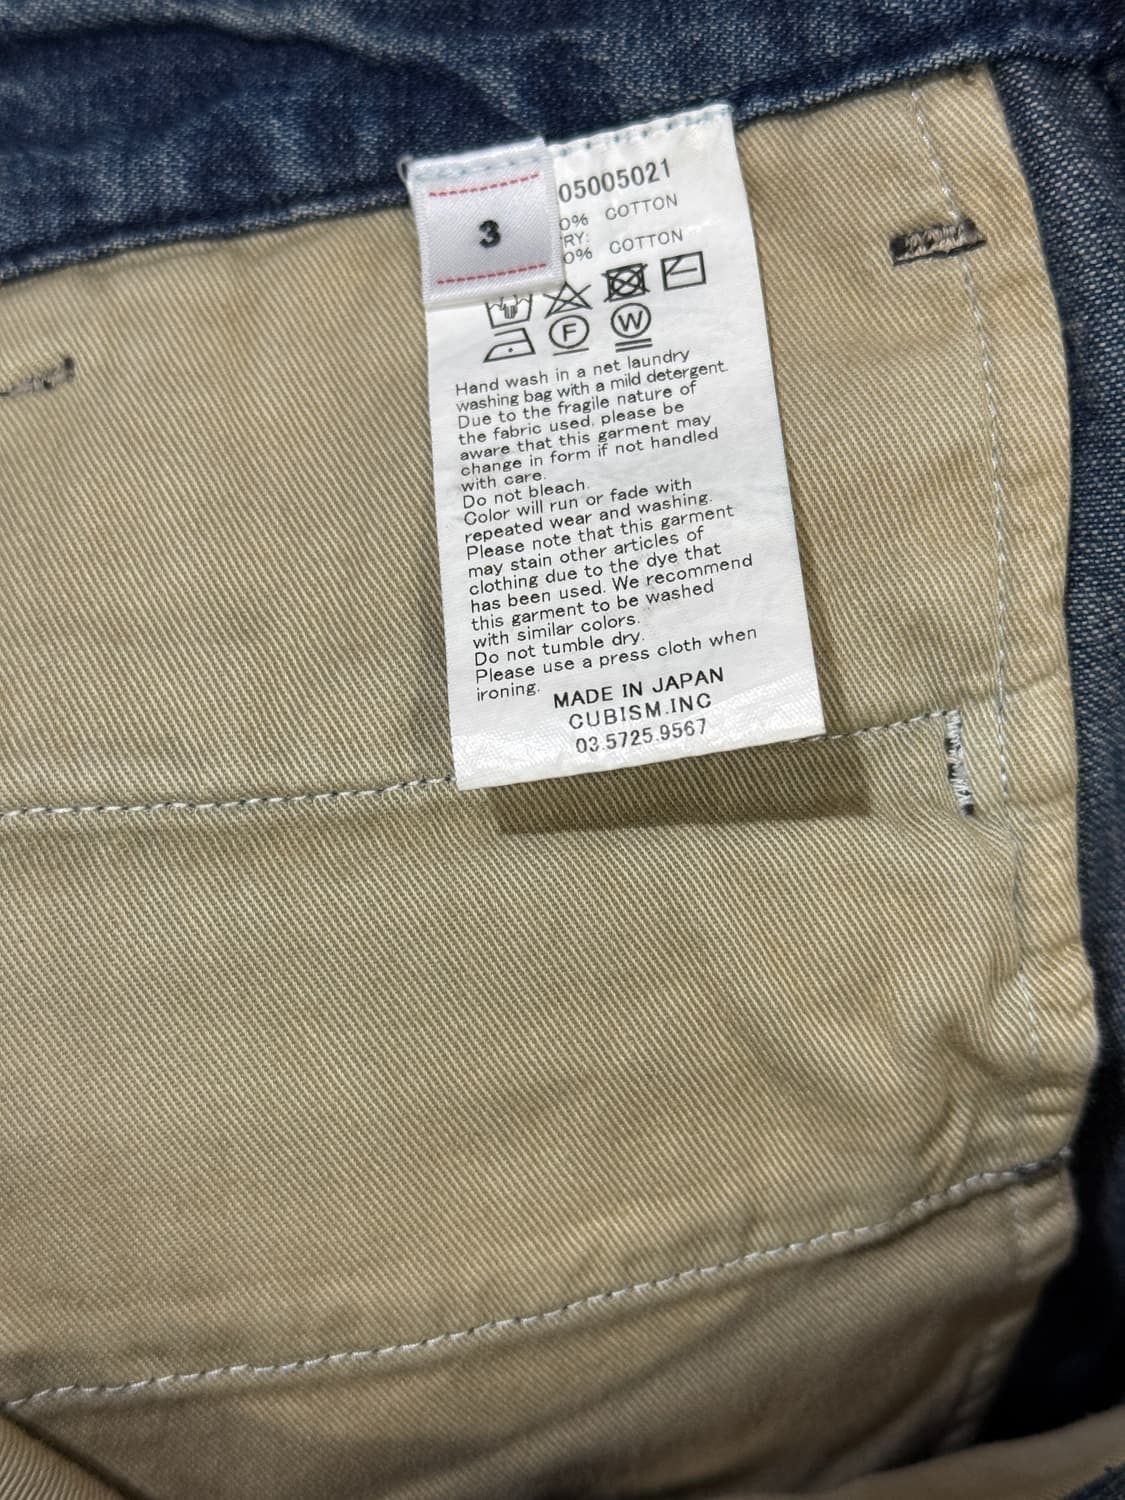 3
05005021
0% COTTON
RY:
0% COTTON
F
W
Hand wash in a net laundry
washing bag with a mild detergent.
Due to the fragile nature of
the fabric used, please be
aware that this garment may
change in form if not handled
with care.
Do not bleach.
Color will run or fade with
repeated wear and washing.
Please note that this garment
may stain other articles of
clothing due to the dye that
has been used. We recommend
this garment to be washed
with similar colors.
Do not tumble dry.
Please use a press cloth when
ironing.
MADE IN JAPAN
CUBISM.INC
03.5725.9567